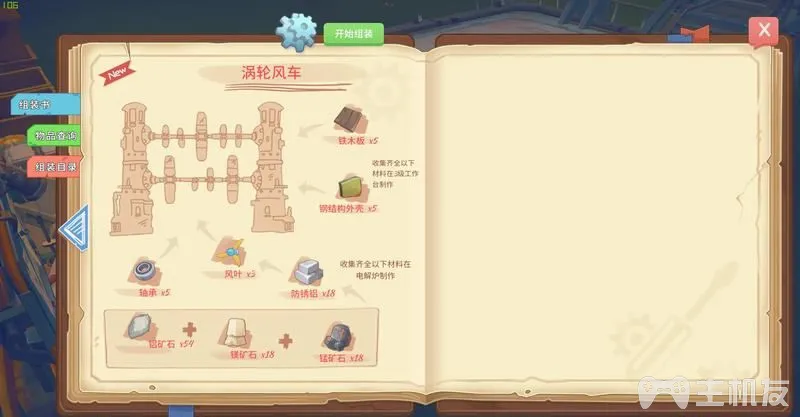 106
开始组装
New
涡轮风车
组装书
物品查询
组装目录
铁木板 x5
收集齐全以下
材料在3级工作
台制作
钢结构外壳 x5
轴承 x5
风叶 x3
防锈铝 x18
收集齐全以下材料在
电解炉制作
铝矿石 x54
镁矿石 x18
锰矿石 x18
主机友